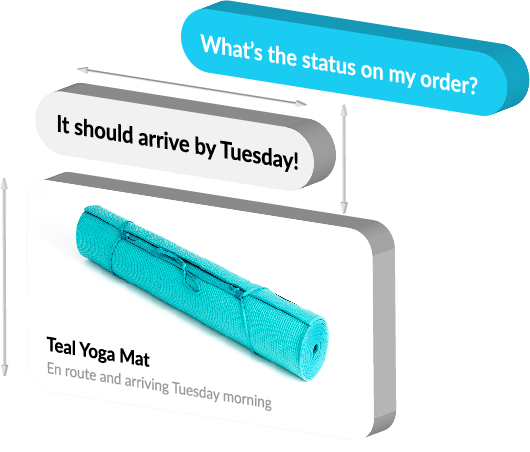 What's the status on my order?
It should arrive by Tuesday!
Teal Yoga Mat
En route and arriving Tuesday morning